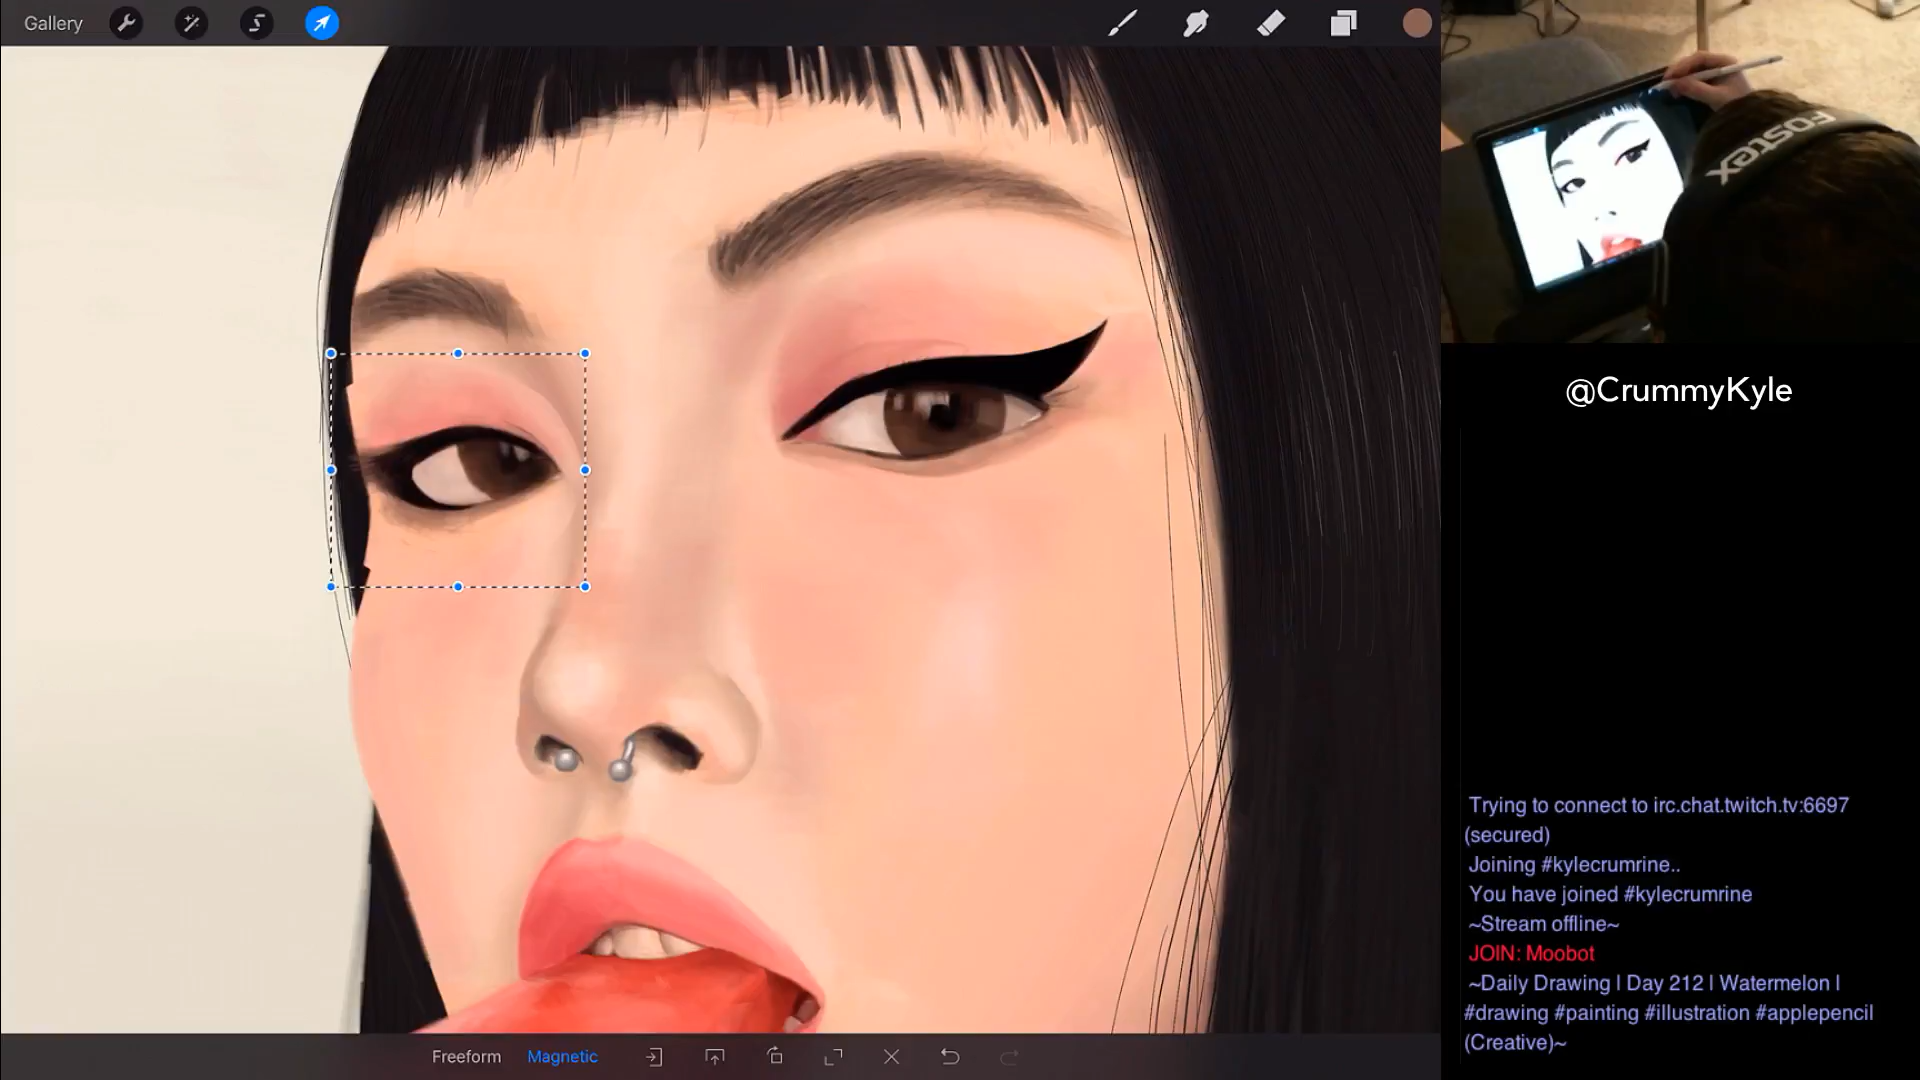 Gallery
FOSTEX
@CrummyKyle
Trying to connect to irc.chat.twitch.tv:6697
(secured)
Joining #kylecrumrine..
You have joined #kylecrumrine
~Stream offline~
JOIN: Moobot
~Daily Drawing | Day 212 | Watermelon |
#drawing #painting #illustration #applepencil
(Creative)~
Freeform Magnetic